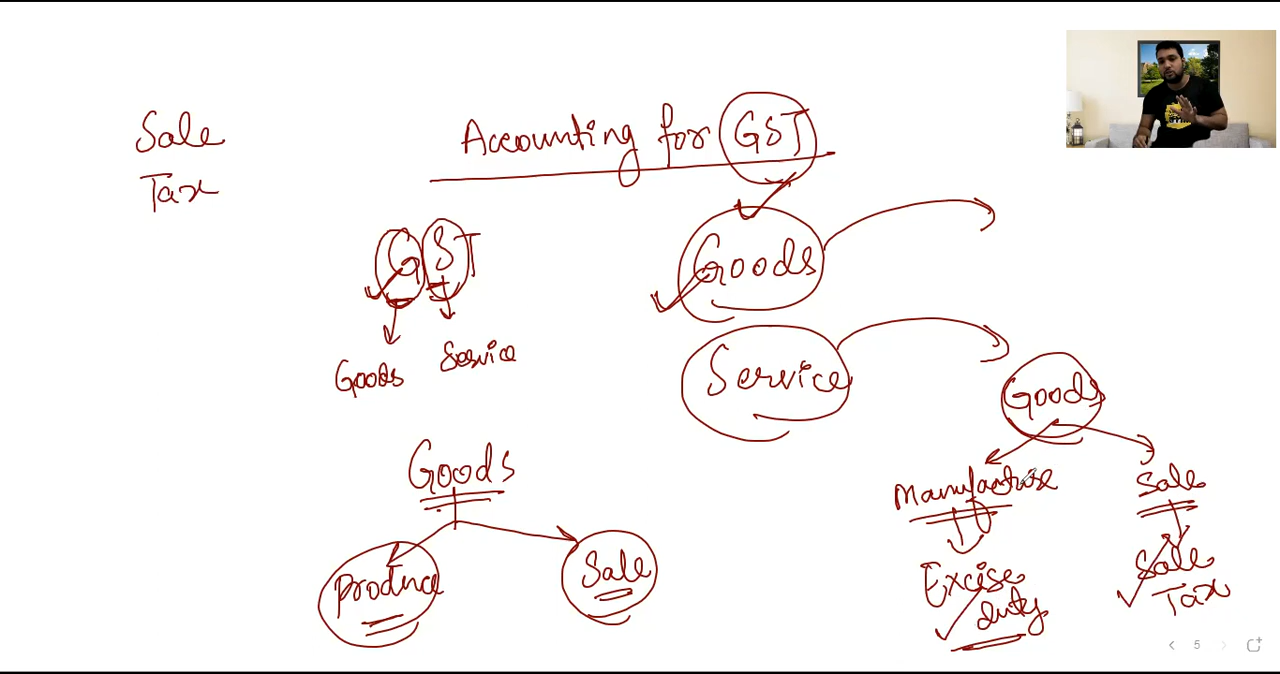 Sale
Tax
Accounting for GST
GST
Goods
Service
Goods
Service
Goods
Produce
Sale
Goods
Manufacture
Sale
Excise
duty
Sale
Tax
5